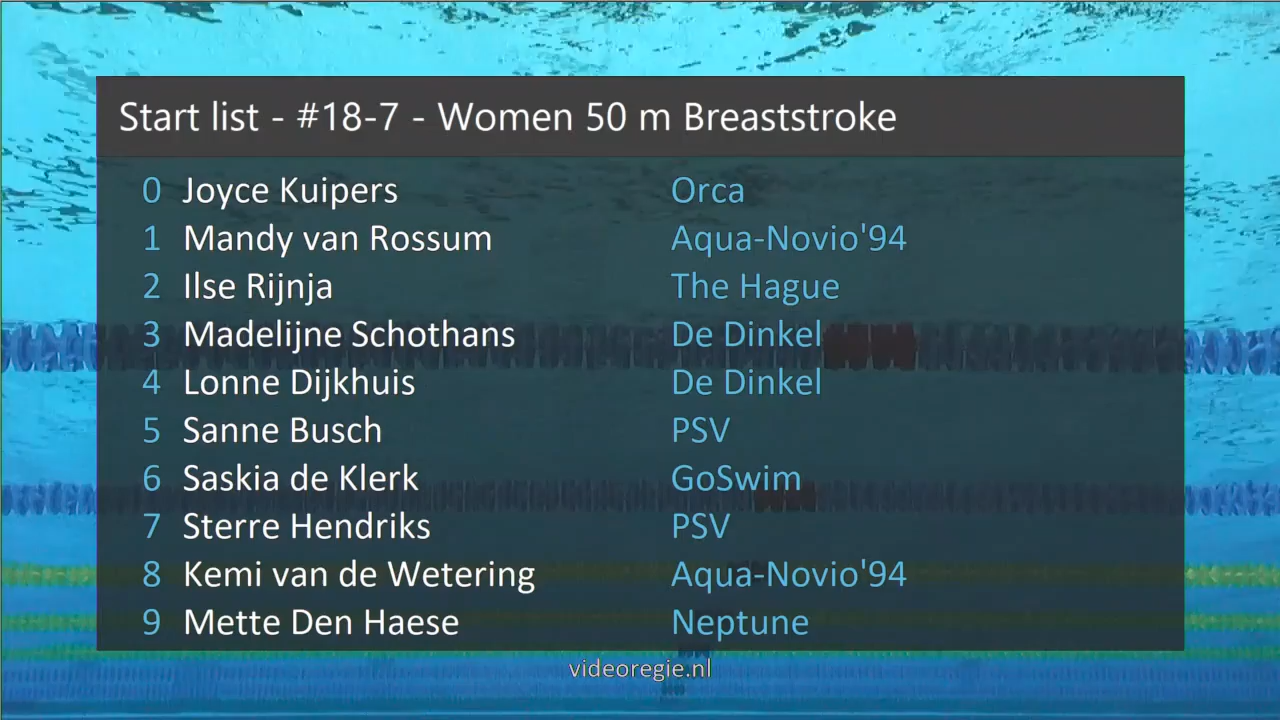 Start list - #18-7 - Women 50 m Breaststroke
0 Joyce Kuipers Orca
1 Mandy van Rossum Aqua-Novio'94
2 Ilse Rijnja The Hague
3 Madelijne Schothans De Dinkel
4 Lonne Dijkhuis De Dinkel
5 Sanne Busch PSV
6 Saskia de Klerk GoSwim
7 Sterre Hendriks PSV
8 Kemi van de Wetering Aqua-Novio'94
9 Mette Den Haese Neptune
videoregie.nl